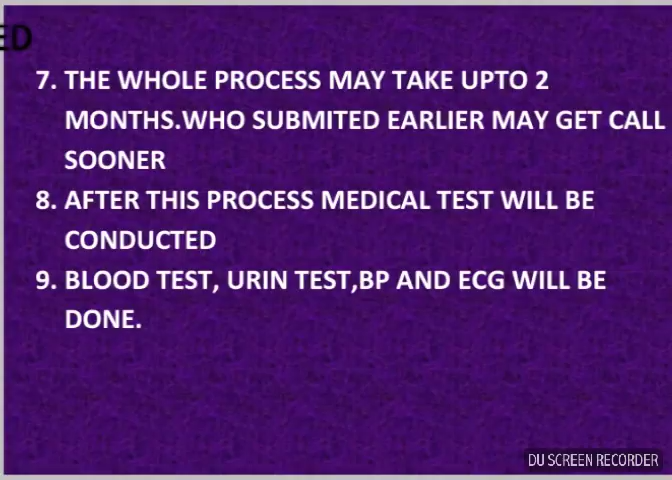 ED
7. THE WHOLE PROCESS MAY TAKE UPTO 2
MONTHS.WHO SUBMITED EARLIER MAY GET CALL
SOONER
8. AFTER THIS PROCESS MEDICAL TEST WILL BE
CONDUCTED
9. BLOOD TEST, URIN TEST,BP AND ECG WILL BE
DONE.
DU SCREEN RECORDER